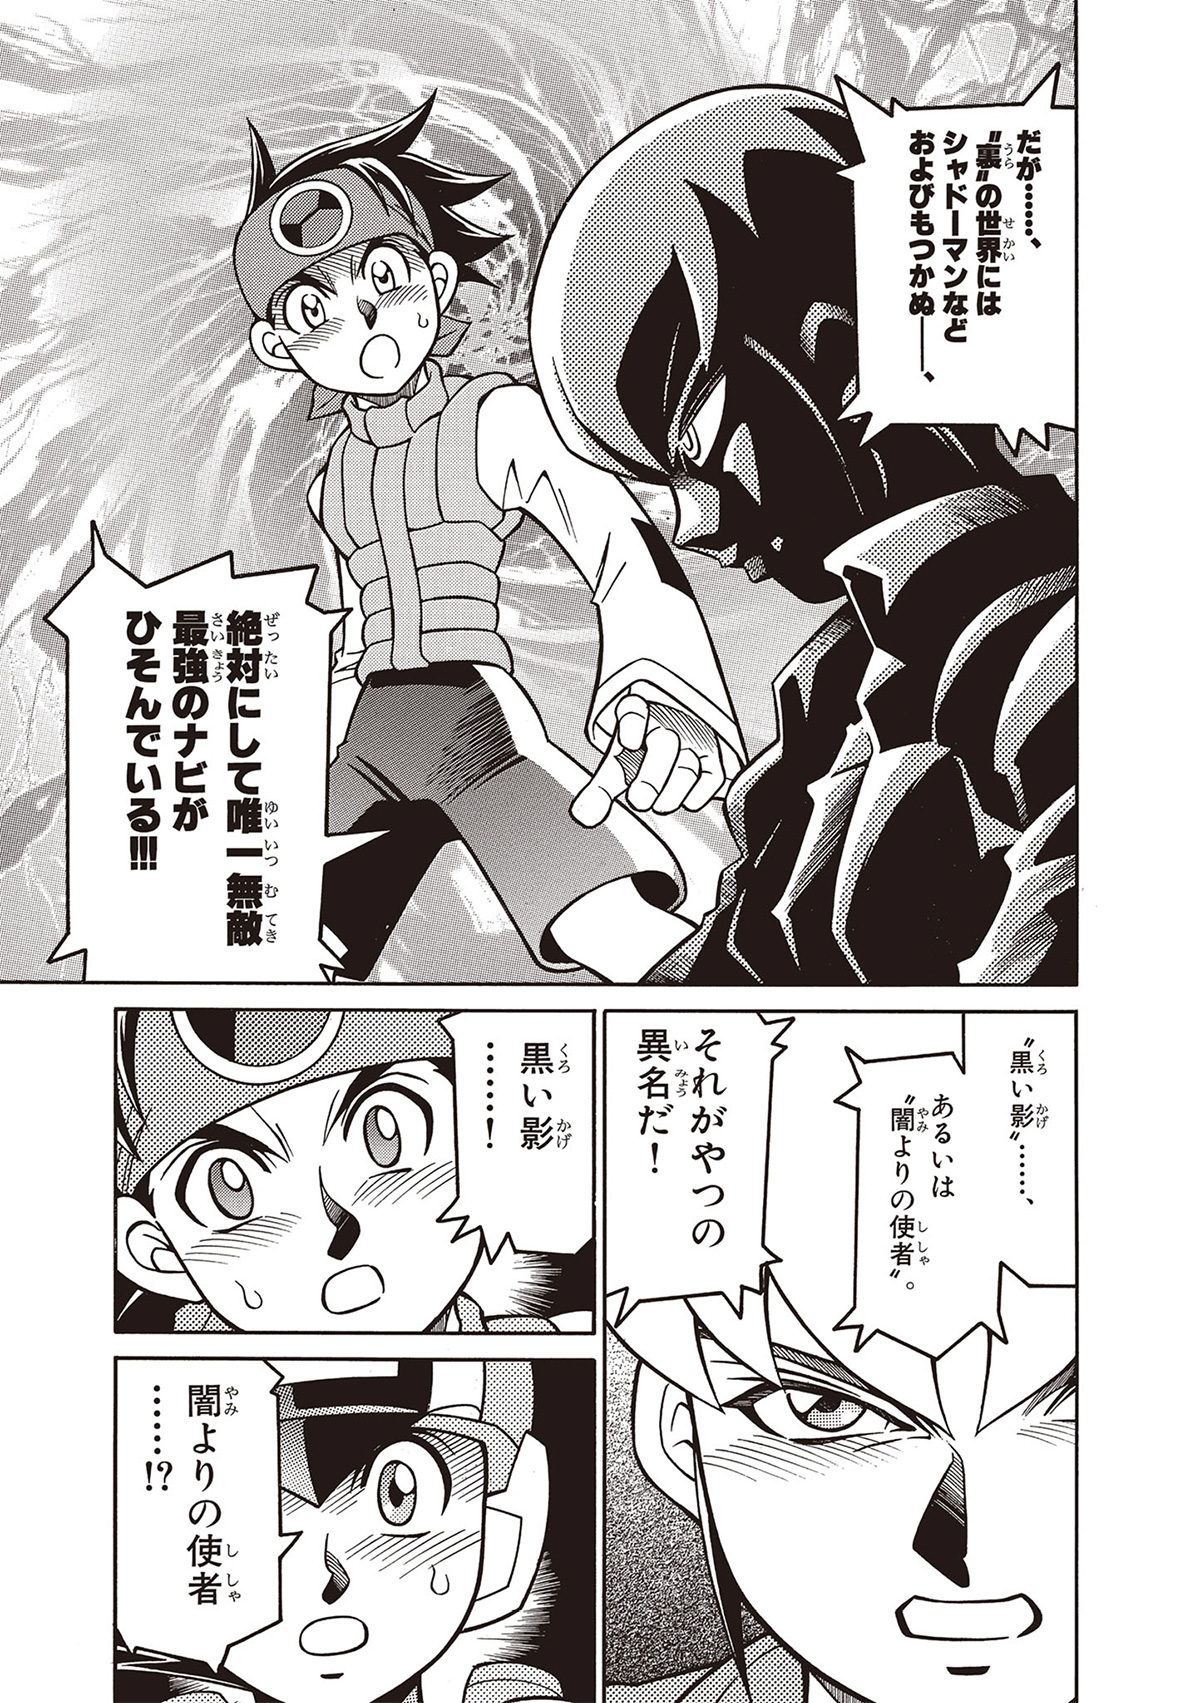 だが……、
〝裏〟の世界には
シャドーマンなど
およびもつかぬ──、
絶対にして唯一無敵
最強のナビが
ひそんでいる!!!
〝黒い影〟……、
あるいは
〝闇よりの使者〟。
それがやつの
異名だ！
黒い影
……！
闇よりの使者
……!?